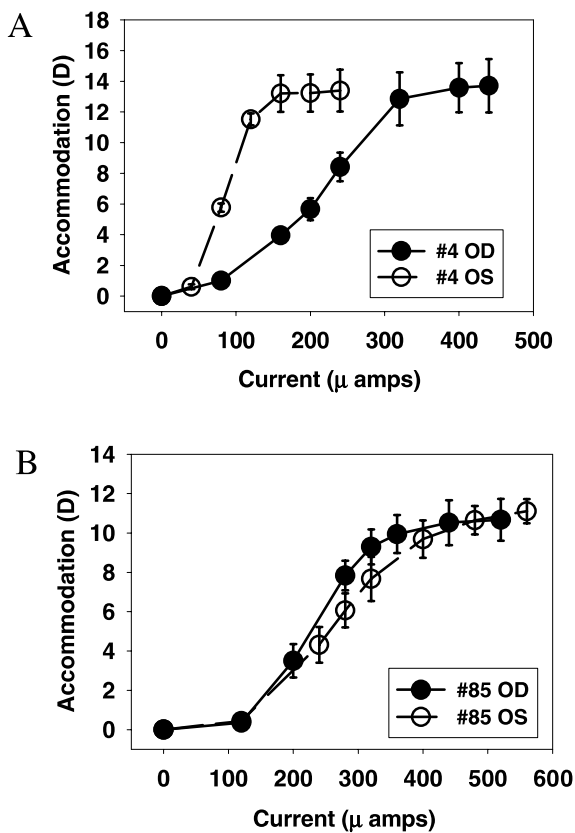 A
18
16
14
12
10
8
6
4
2
0
Accommodation (D)
#4 OD
#4 OS
0 100 200 300 400 500
Current (μ amps)
B
14
12
10
8
6
4
2
0
Accommodation (D)
#85 OD
#85 OS
0 100 200 300 400 500 600
Current (μ amps)